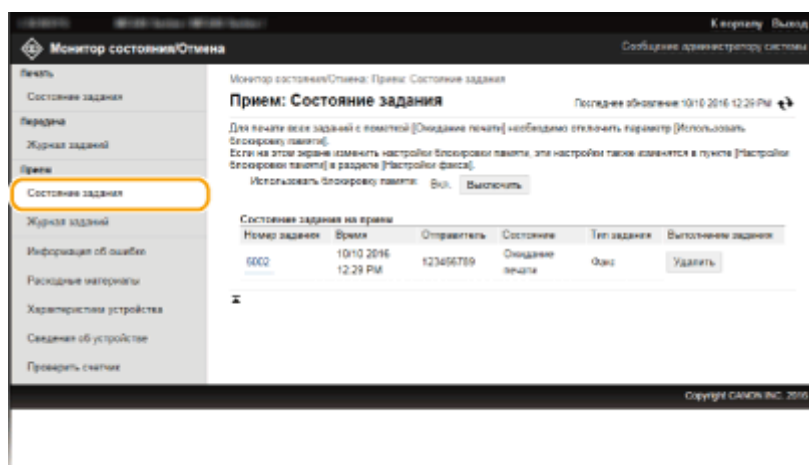 К порталу Выход
Монитор состояния/Отмена
Сообщение администратору системы
Печать
Состояние задания
Передача
Журнал заданий
Прием
Состояние задания
Журнал заданий
Информация об ошибке
Расходные материалы
Характеристики устройства
Сведения об устройстве
Проверить счетчик
Монитор состояния/Отмена: Прием: Состояние задания
Прием: Состояние задания
Последнее обновление: 10/10 2016 12:29 PM
Для печати всех заданий с пометкой [Ожидание печати] необходимо отключить параметр [Использовать
блокировку памяти].
Если на этом экране изменить настройки блокировки памяти, эти настройки также изменятся в пункте [Настройки
блокировки памяти] в разделе [Настройки факса].
Использовать блокировку памяти: Вкл. Выключить
Состояние задания на прием
Номер задания Время Отправитель Состояние Тип задания Выполнение задания
6002 10/10 2016 12:29 PM 123456789 Ожидание печати Факс Удалить
Copyright CANON INC. 2016